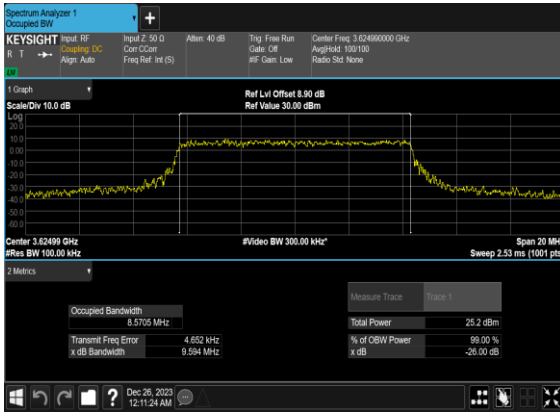 Spectrum Analyzer 1
Occupied BW
KEYSIGHT Input: RF Input Z: 50 Ω Atten: 40 dB Trig: Free Run Center Freq: 3.624990000 GHz
R T Coupling: DC Corr CCorr Gate: Off Avg|Hold: 100/100
Align: Auto Freq Ref: Int (S) #IF Gain: Low Radio Std: None
LW
1 Graph
Scale/Div 10.0 dB
Ref Lvl Offset 8.90 dB
Ref Value 30.00 dBm
Log
20.0
10.0
0.00
-10.0
-20.0
-30.0
-40.0
-50.0
-60.0
Center 3.62499 GHz #Video BW 300.00 kHz* Span 20 MH
#Res BW 100.00 kHz Sweep 2.53 ms (1001 pts
2 Metrics
Measure Trace Trace 1
Occupied Bandwidth
8.5705 MHz
Total Power 25.2 dBm
Transmit Freq Error 4.652 kHz % of OBW Power 99.00 %
x dB Bandwidth 9.594 MHz x dB -26.00 dB
? Dec 26, 2023
12:11:24 AM